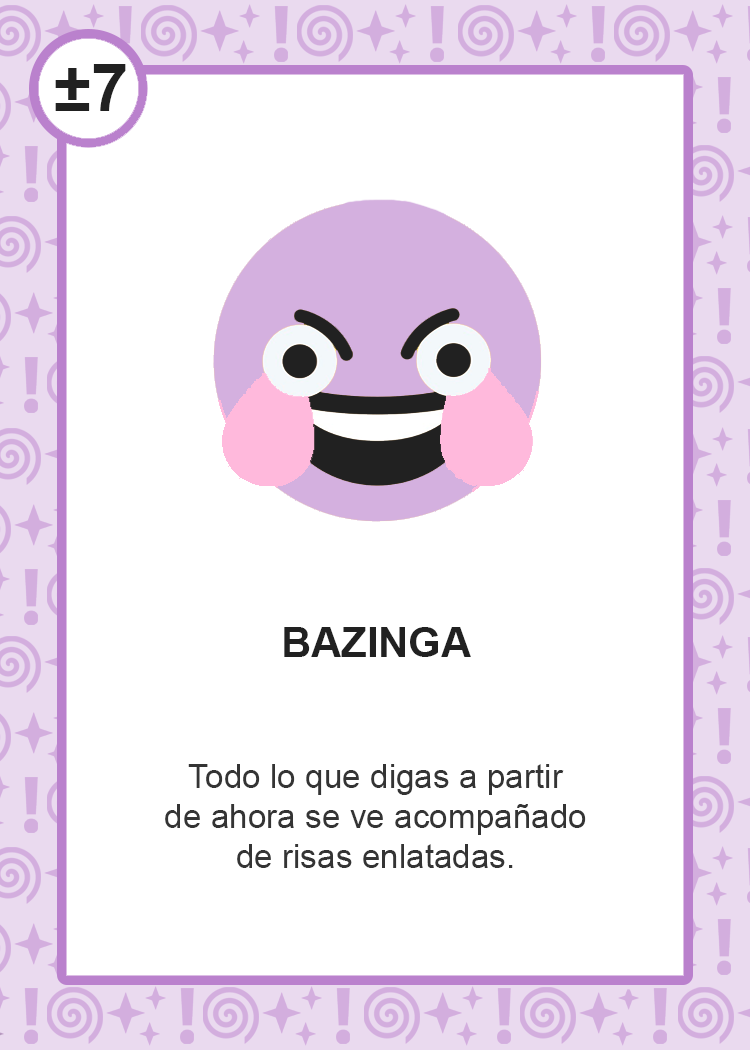 ±7
BAZINGA
Todo lo que digas a partir
de ahora se ve acompañado
de risas enlatadas.